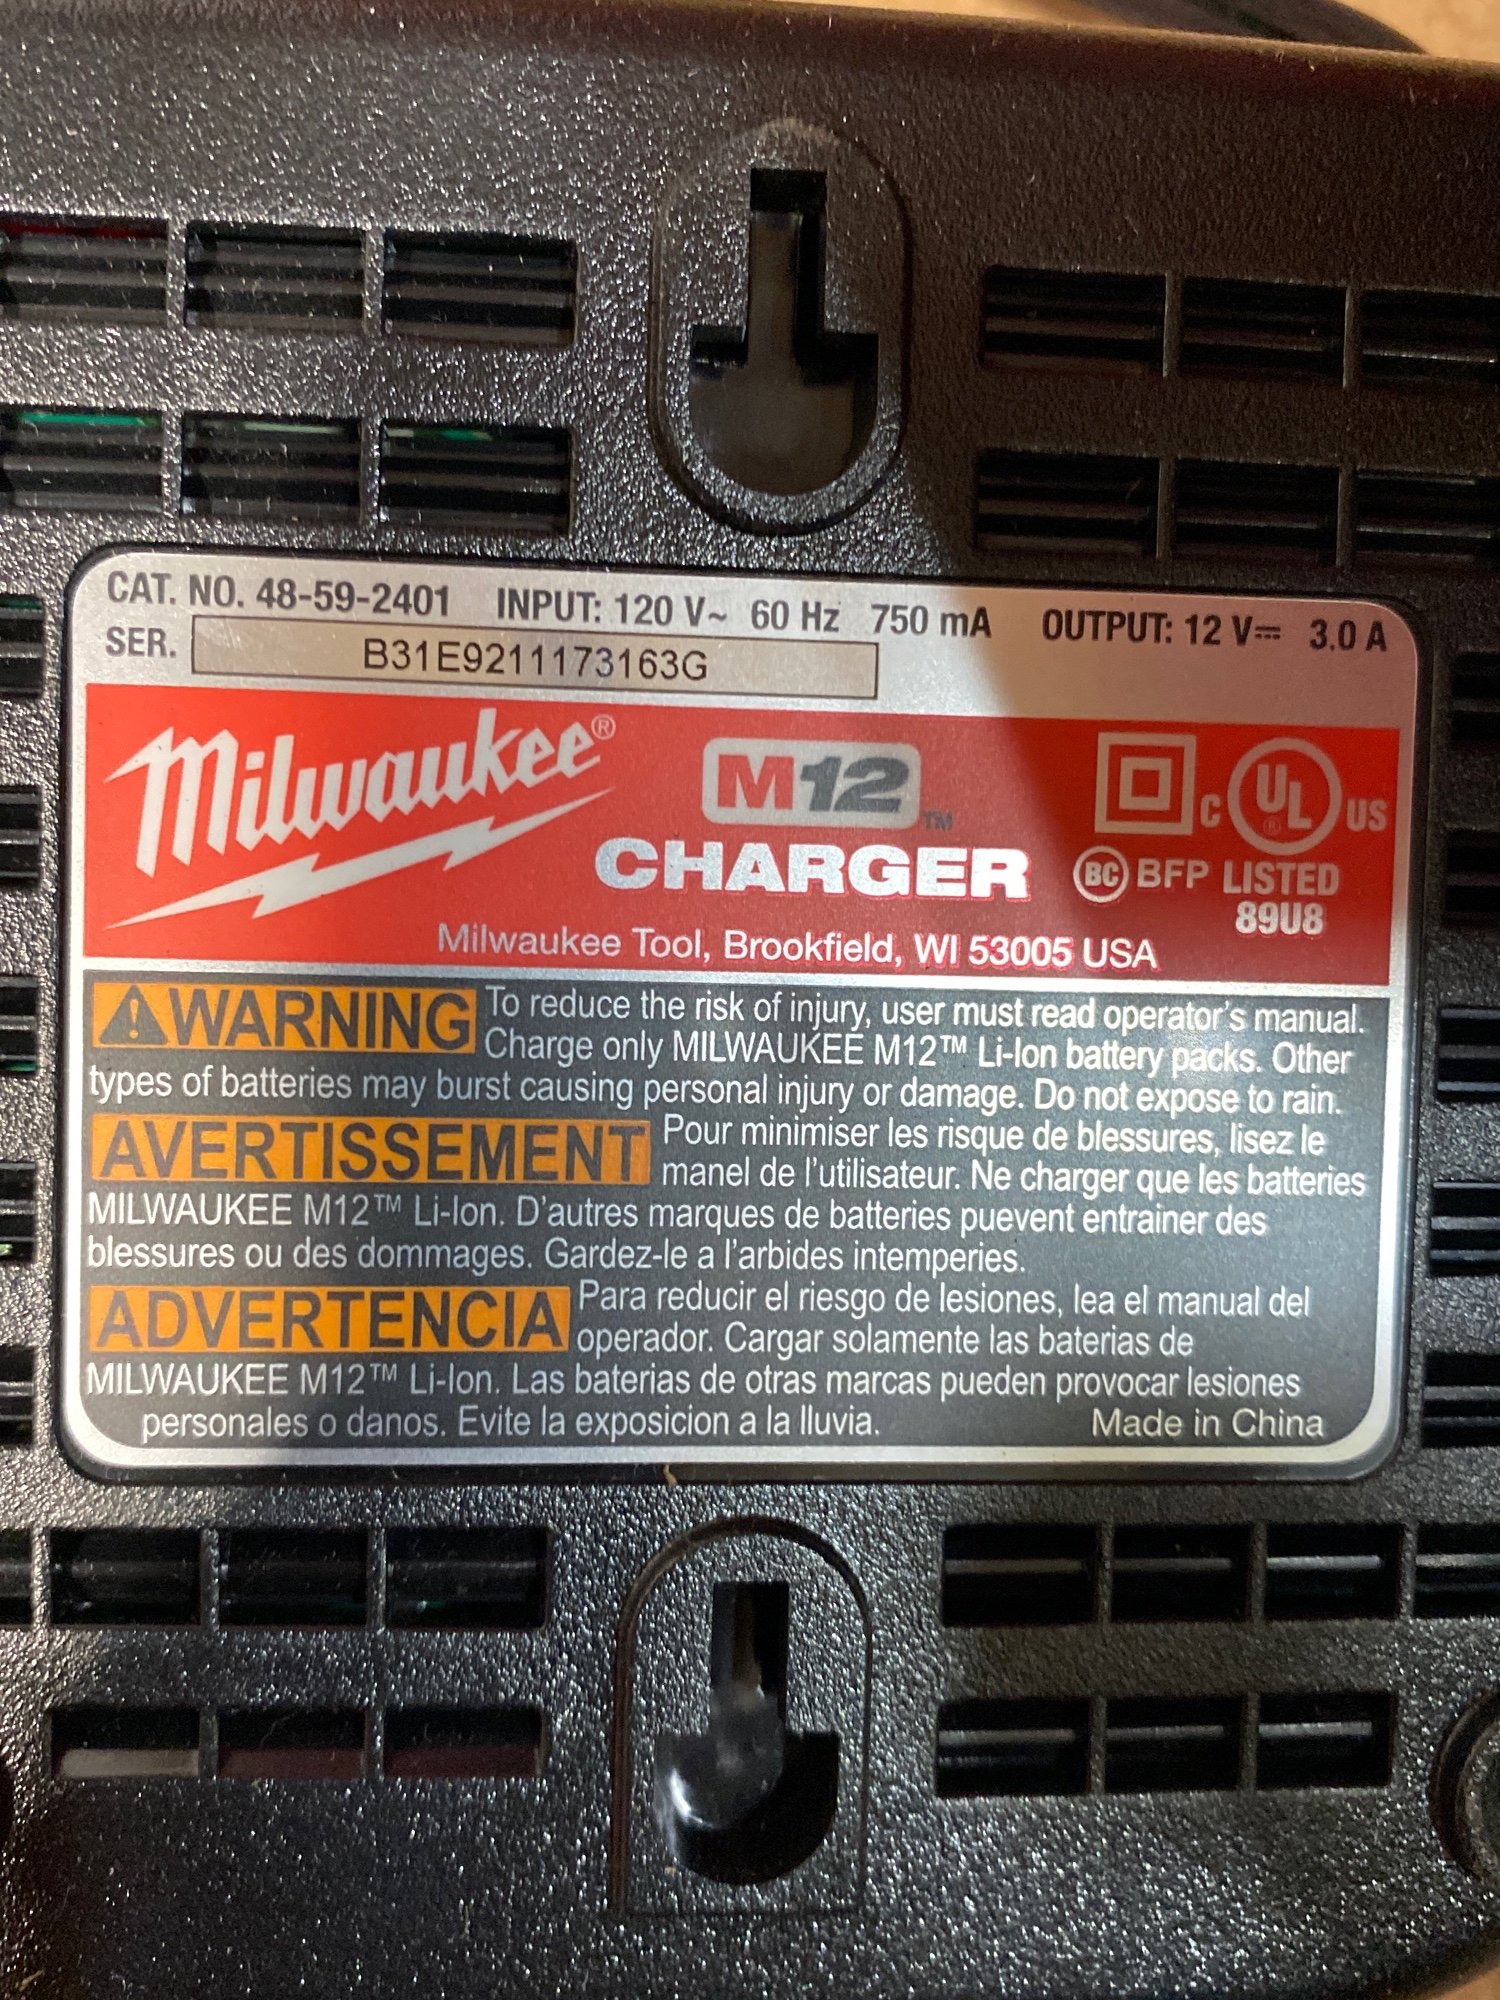 CAT. NO. 48-59-2401 INPUT: 120 V~ 60 Hz 750 mA OUTPUT: 12 V⎓ 3.0 A
SER. B31E9211173163G
Milwaukee®
M12™
CHARGER
C UL® US
BC BFP LISTED
89U8
Milwaukee Tool, Brookfield, WI 53005 USA
⚠WARNING To reduce the risk of injury, user must read operator's manual.
Charge only MILWAUKEE M12™ Li-Ion battery packs. Other
types of batteries may burst causing personal injury or damage. Do not expose to rain.
AVERTISSEMENT Pour minimiser les risque de blessures, lisez le
manel de l'utilisateur. Ne charger que les batteries
MILWAUKEE M12™ Li-Ion. D'autres marques de batteries puevent entrainer des
blessures ou des dommages. Gardez-le a l'arbides intemperies.
ADVERTENCIA Para reducir el riesgo de lesiones, lea el manual del
operador. Cargar solamente las baterias de
MILWAUKEE M12™ Li-Ion. Las baterias de otras marcas pueden provocar lesiones
personales o danos. Evite la exposicion a la lluvia. Made in China